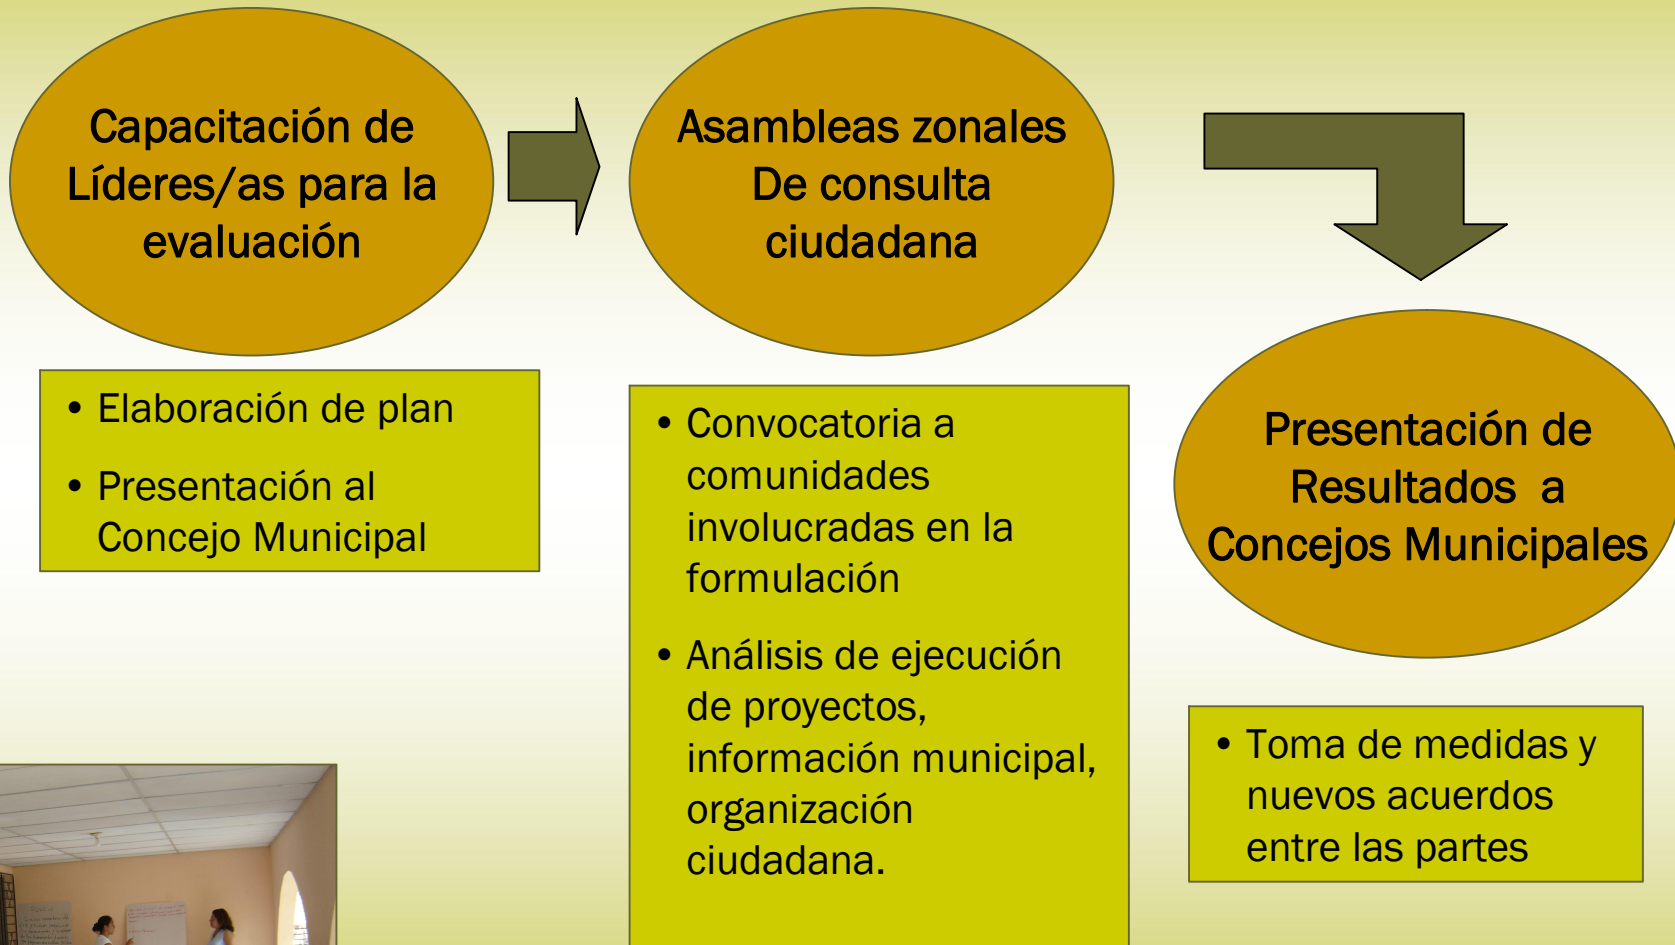 Capacitación de
Líderes/as para la
evaluación
• Elaboración de plan
• Presentación al
Concejo Municipal
Asambleas zonales
De consulta
ciudadana
• Convocatoria a
comunidades
involucradas en la
formulación
• Análisis de ejecución
de proyectos,
información municipal,
organización
ciudadana.
Presentación de
Resultados a
Concejos Municipales
• Toma de medidas y
nuevos acuerdos
entre las partes